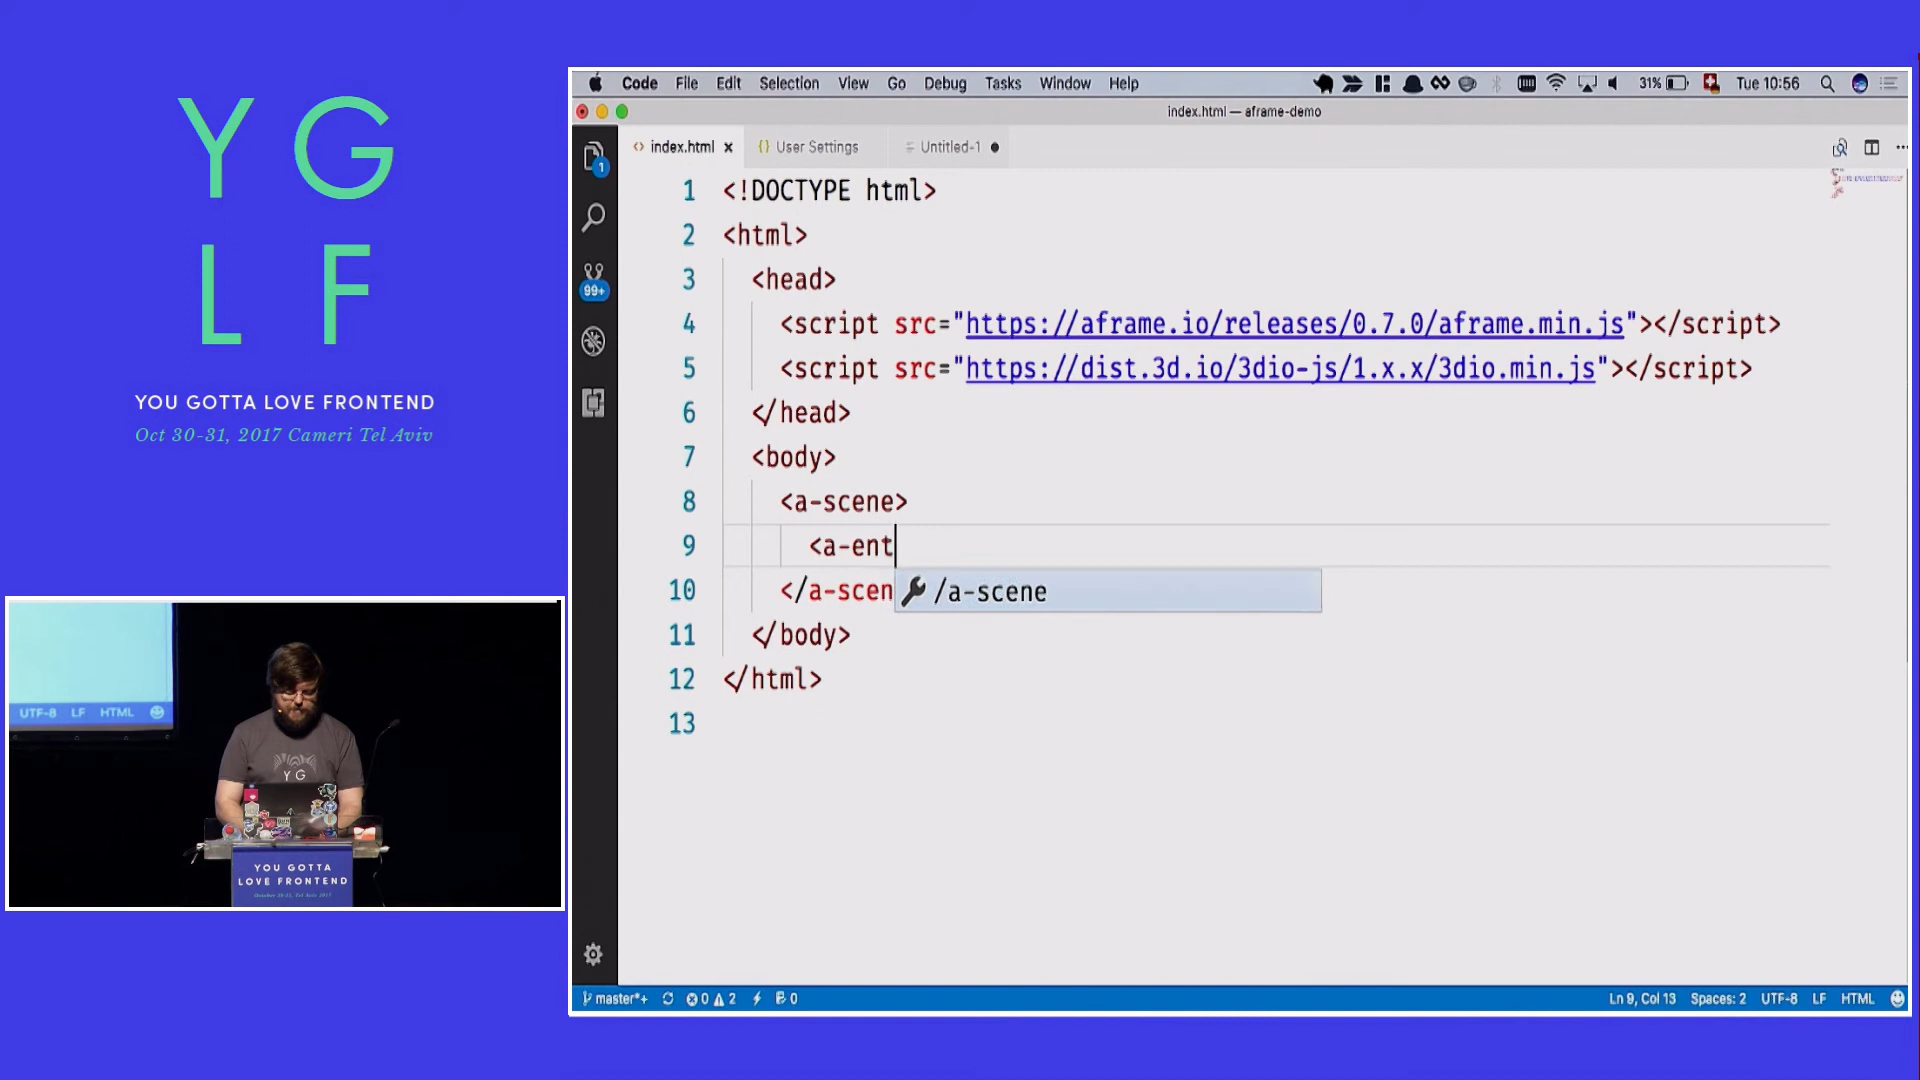 Y G
L F
YOU GOTTA LOVE FRONTEND
Oct 30-31, 2017 Cameri Tel Aviv
Code File Edit Selection View Go Debug Tasks Window Help 31% Tue 10:56
index.html — aframe-demo
index.html User Settings Untitled-1
1
99+
1 <!DOCTYPE html>
2 <html>
3 <head>
4 <script src="https://aframe.io/releases/0.7.0/aframe.min.js"></script>
5 <script src="https://dist.3d.io/3dio-js/1.x.x/3dio.min.js"></script>
6 </head>
7 <body>
8 <a-scene>
9 <a-ent
10 </a-scen
/a-scene
11 </body>
12 </html>
13
master*+ 0 2 0 Ln 9, Col 13 Spaces: 2 UTF-8 LF HTML
UTF-8 LF HTML
Y G
YOU GOTTA
LOVE FRONTEND